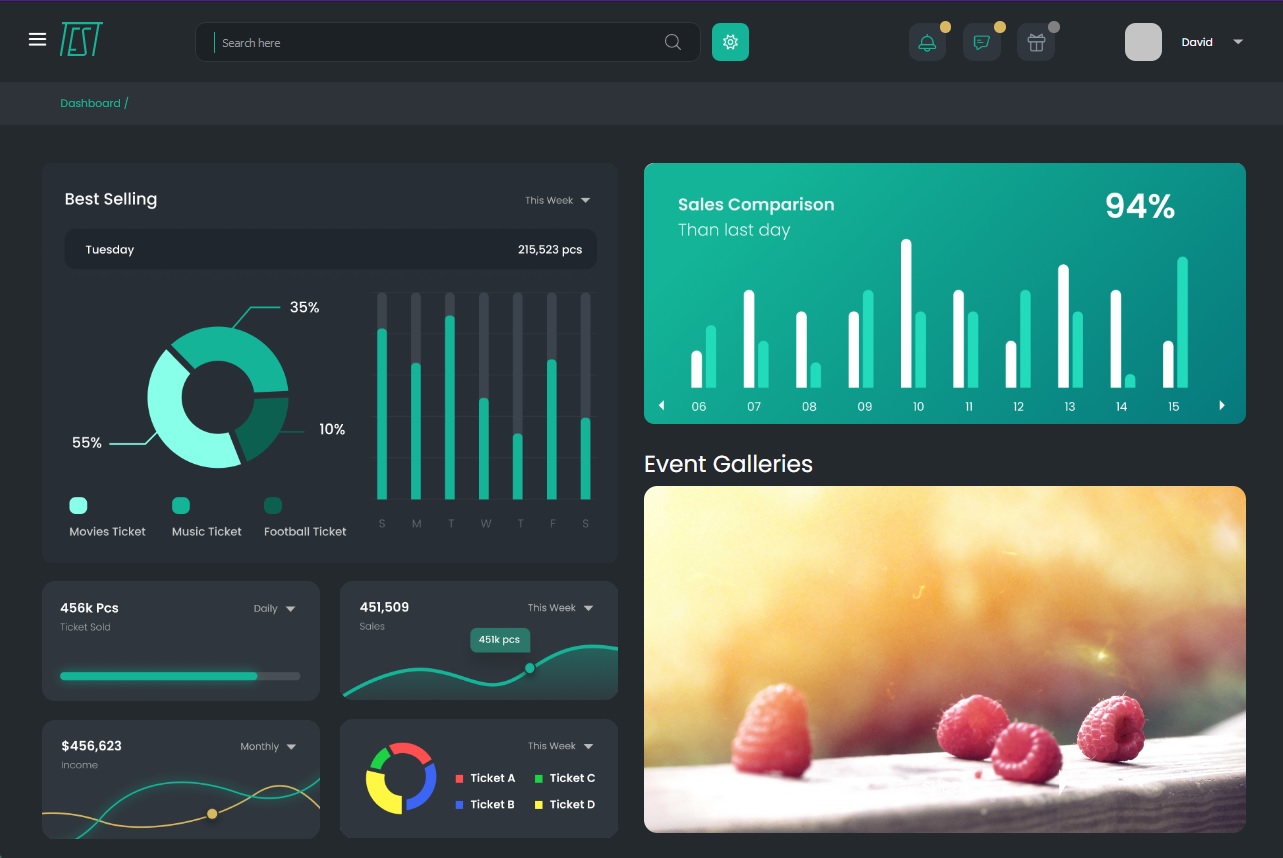 TEST
Search here
David
Dashboard /
Best Selling
This Week
Tuesday
215,523 pcs
35%
55%
10%
Movies Ticket
Music Ticket
Football Ticket
S M T W T F S
Sales Comparison
94%
Than last day
06 07 08 09 10 11 12 13 14 15
Event Galleries
456k Pcs
Daily
Ticket Sold
451,509
This Week
Sales
451k pcs
$456,623
Monthly
Income
This Week
Ticket A
Ticket C
Ticket B
Ticket D